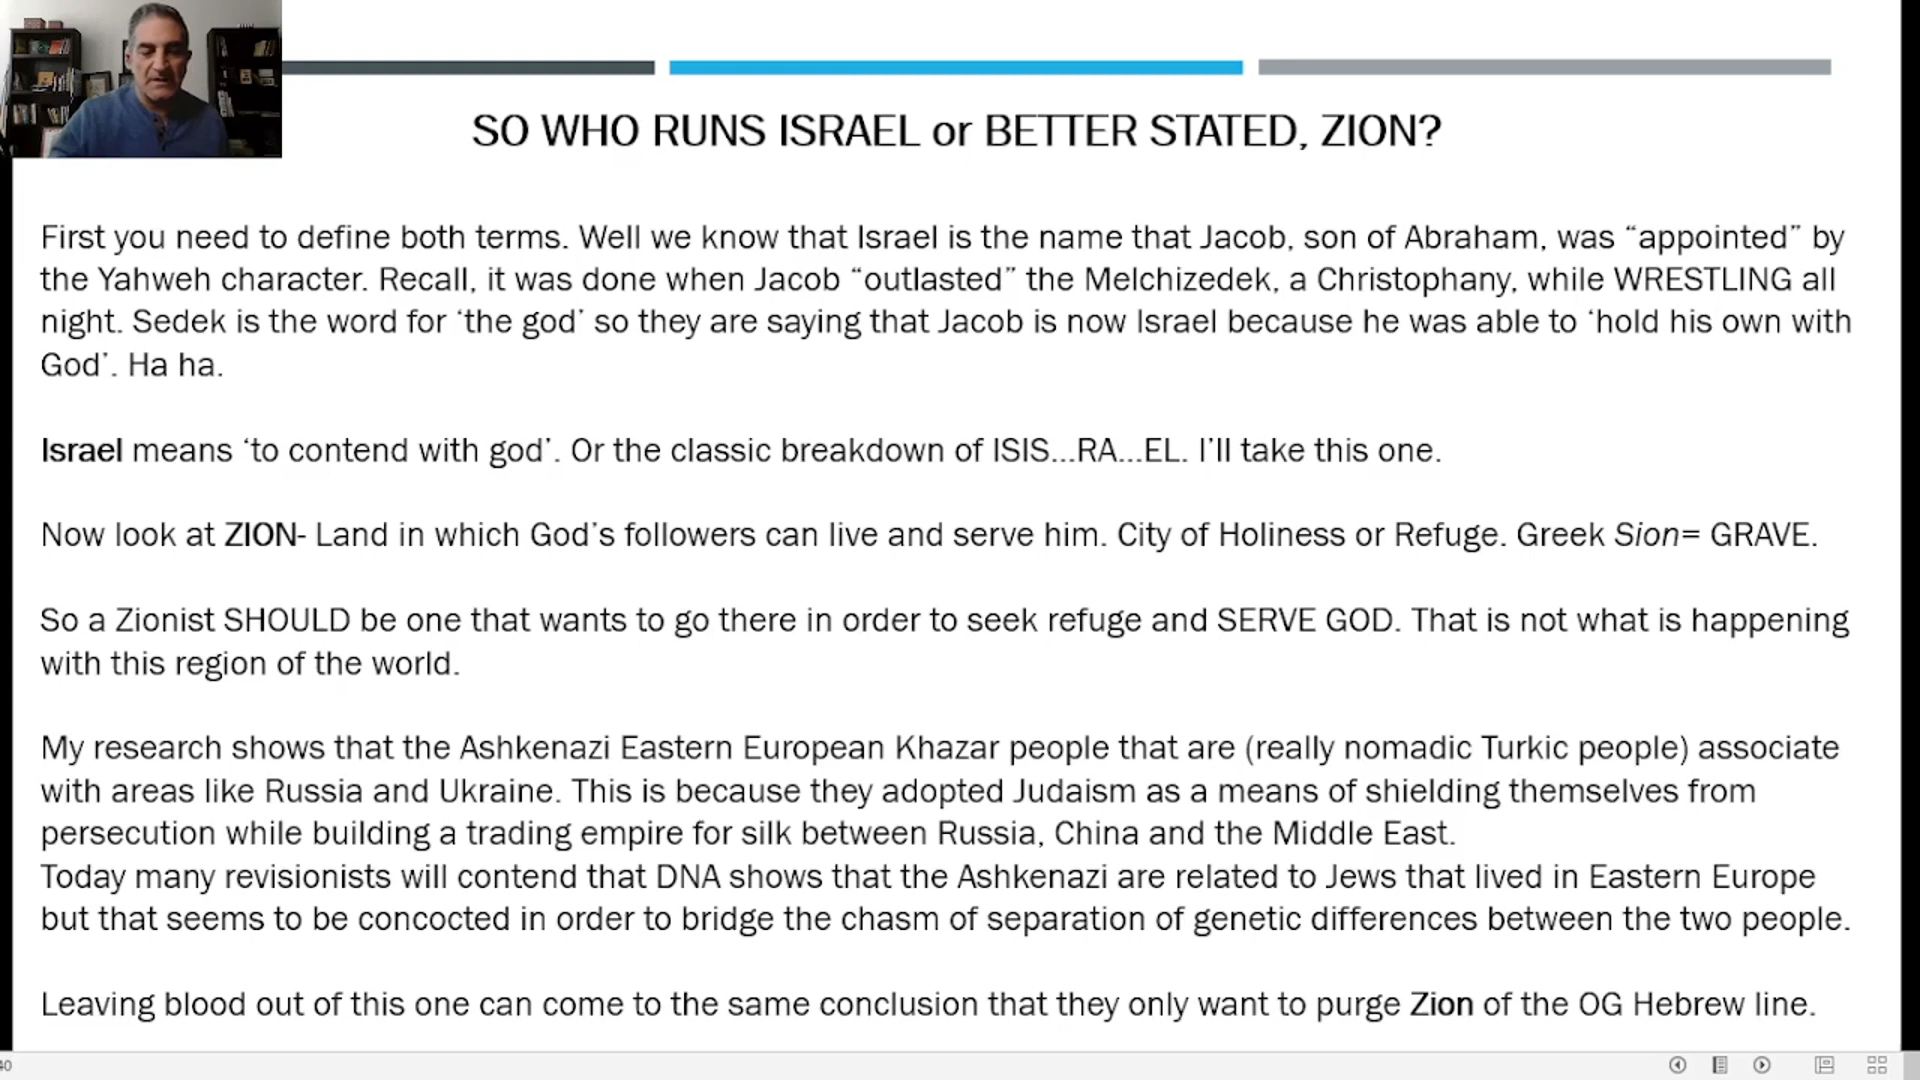 SO WHO RUNS ISRAEL or BETTER STATED, ZION?
First you need to define both terms. Well we know that Israel is the name that Jacob, son of Abraham, was “appointed” by
the Yahweh character. Recall, it was done when Jacob “outlasted” the Melchizedek, a Christophany, while WRESTLING all
night. Sedek is the word for ‘the god’ so they are saying that Jacob is now Israel because he was able to ‘hold his own with
God’. Ha ha.
Israel means ‘to contend with god’. Or the classic breakdown of ISIS...RA...EL. I’ll take this one.
Now look at ZION- Land in which God’s followers can live and serve him. City of Holiness or Refuge. Greek Sion= GRAVE.
So a Zionist SHOULD be one that wants to go there in order to seek refuge and SERVE GOD. That is not what is happening
with this region of the world.
My research shows that the Ashkenazi Eastern European Khazar people that are (really nomadic Turkic people) associate
with areas like Russia and Ukraine. This is because they adopted Judaism as a means of shielding themselves from
persecution while building a trading empire for silk between Russia, China and the Middle East.
Today many revisionists will contend that DNA shows that the Ashkenazi are related to Jews that lived in Eastern Europe
but that seems to be concocted in order to bridge the chasm of separation of genetic differences between the two people.
Leaving blood out of this one can come to the same conclusion that they only want to purge Zion of the OG Hebrew line.
40